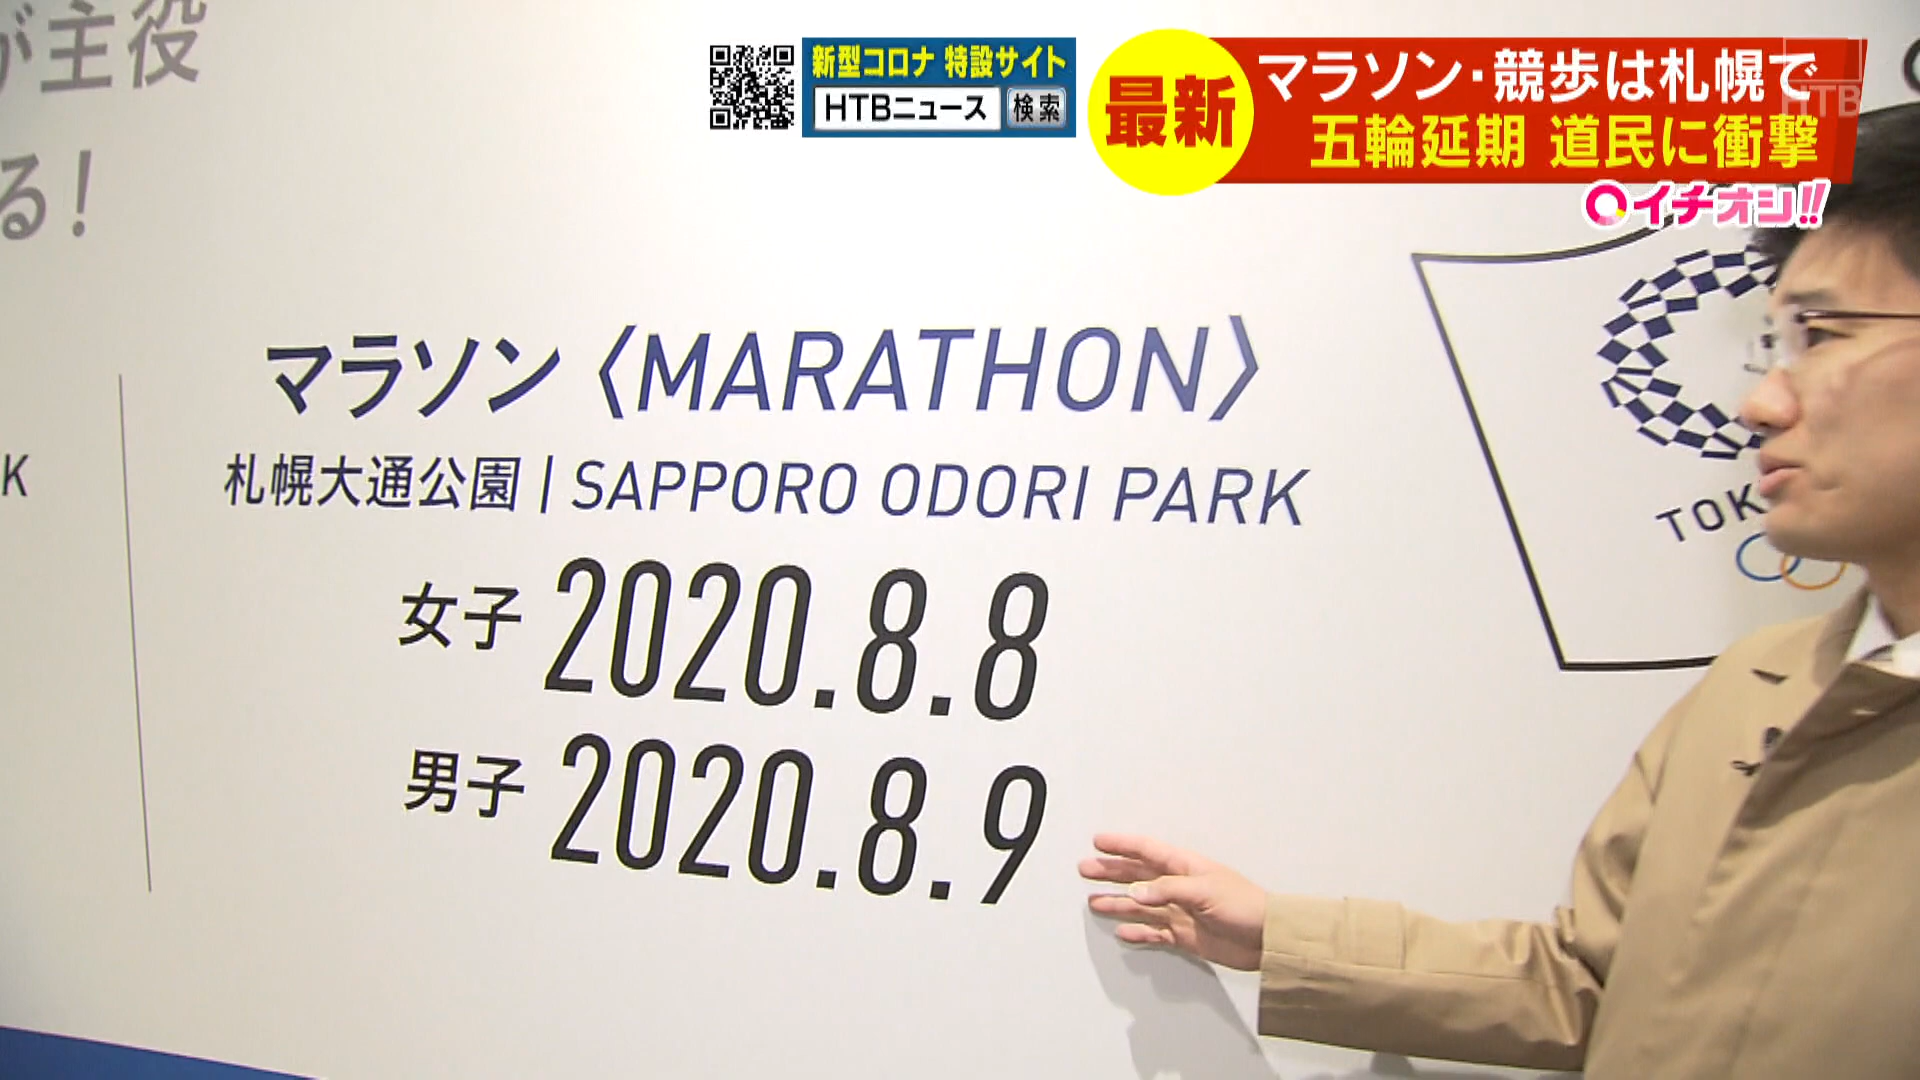 が主役
る!
新型コロナ 特設サイト
HTBニュース 検索
最新
マラソン・競歩は札幌で
五輪延期 道民に衝撃
HTB
イチオシ!!
マラソン〈MARATHON〉
札幌大通公園|SAPPORO ODORI PARK
女子 2020.8.8
男子 2020.8.9
K
TOK